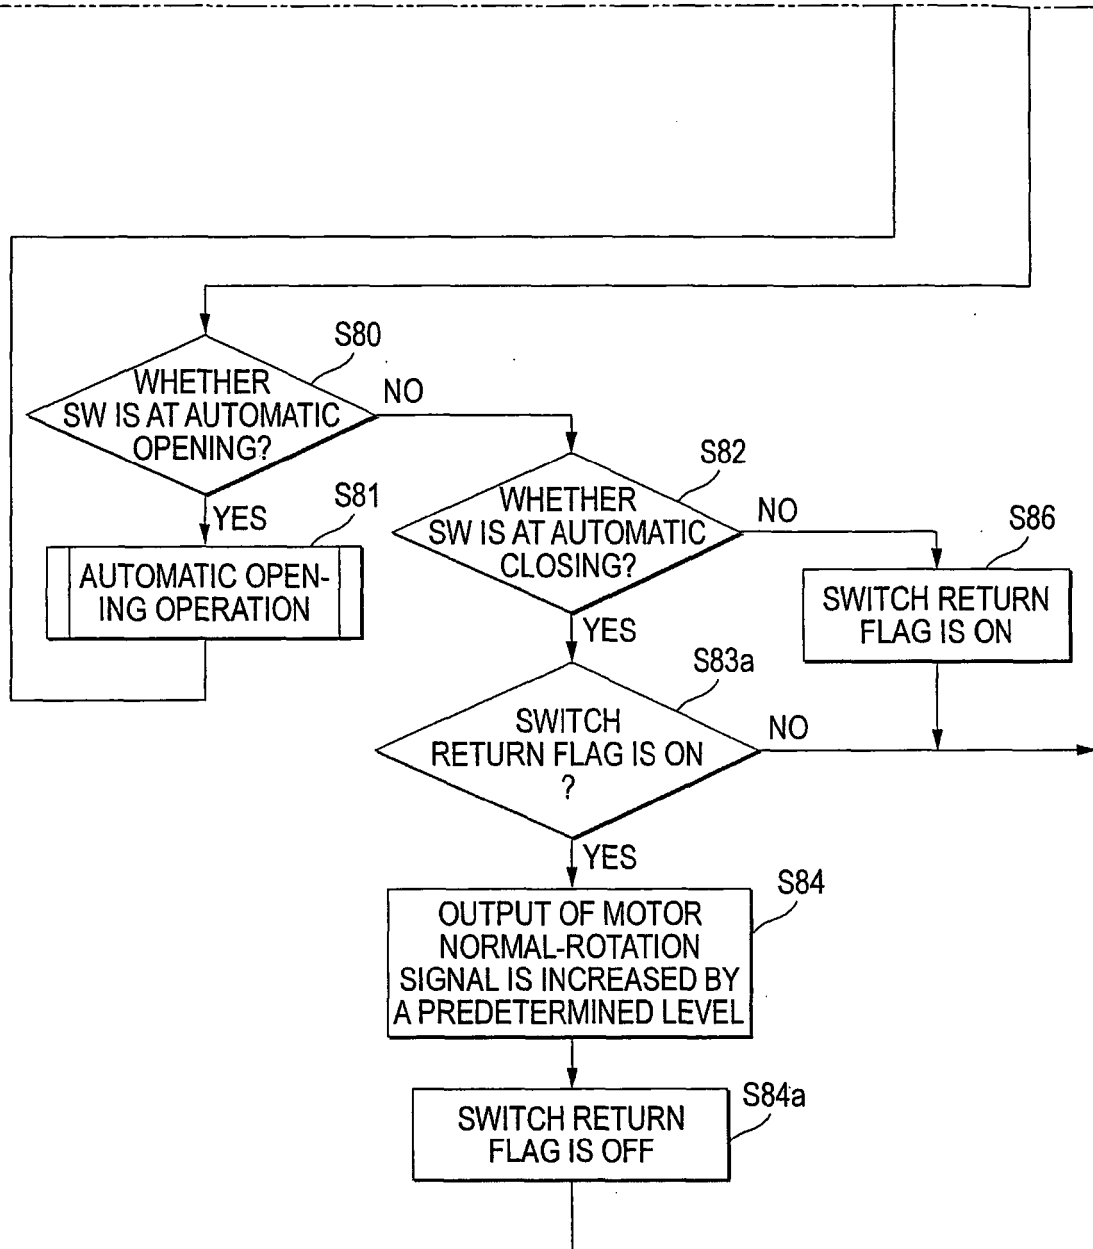 S80
WHETHER
SW IS AT AUTOMATIC
OPENING?
NO
YES
S81
AUTOMATIC OPEN-
ING OPERATION
S82
WHETHER
SW IS AT AUTOMATIC
CLOSING?
NO
YES
S86
SWITCH RETURN
FLAG IS ON
S83a
SWITCH
RETURN FLAG IS ON
?
NO
YES
S84
OUTPUT OF MOTOR
NORMAL-ROTATION
SIGNAL IS INCREASED BY
A PREDETERMINED LEVEL
S84a
SWITCH RETURN
FLAG IS OFF